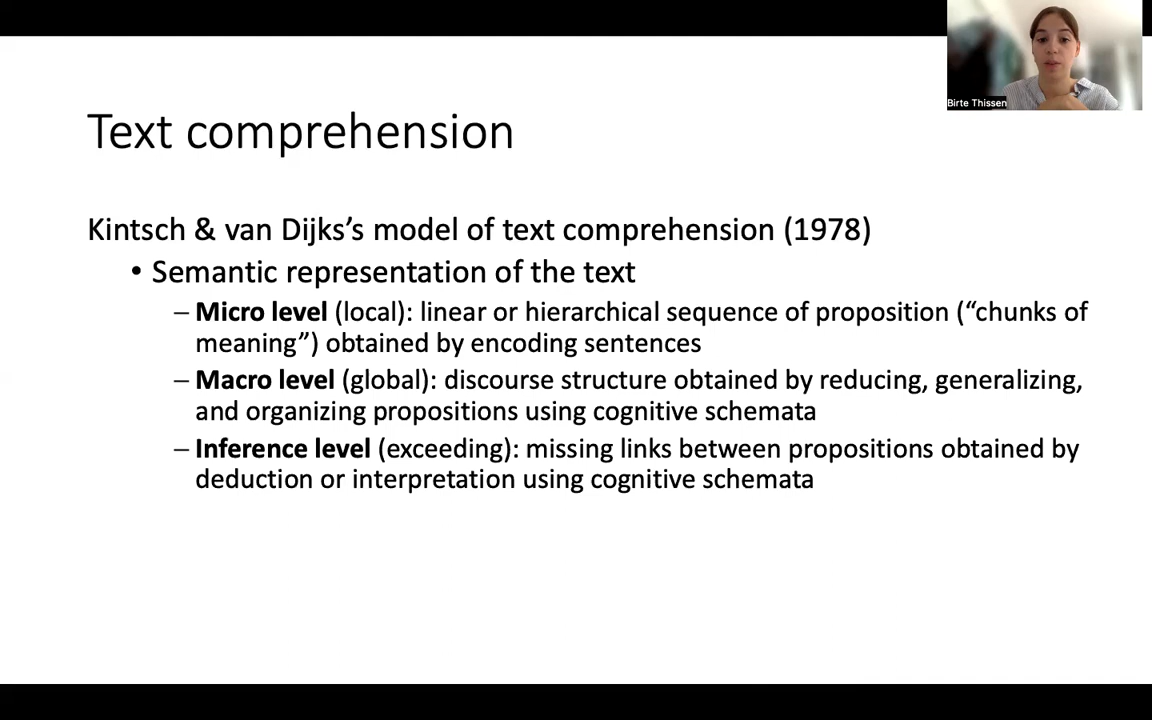 Birte Thissen
Text comprehension
Kintsch & van Dijks’s model of text comprehension (1978)
• Semantic representation of the text
– Micro level (local): linear or hierarchical sequence of proposition (“chunks of
meaning”) obtained by encoding sentences
– Macro level (global): discourse structure obtained by reducing, generalizing,
and organizing propositions using cognitive schemata
– Inference level (exceeding): missing links between propositions obtained by
deduction or interpretation using cognitive schemata